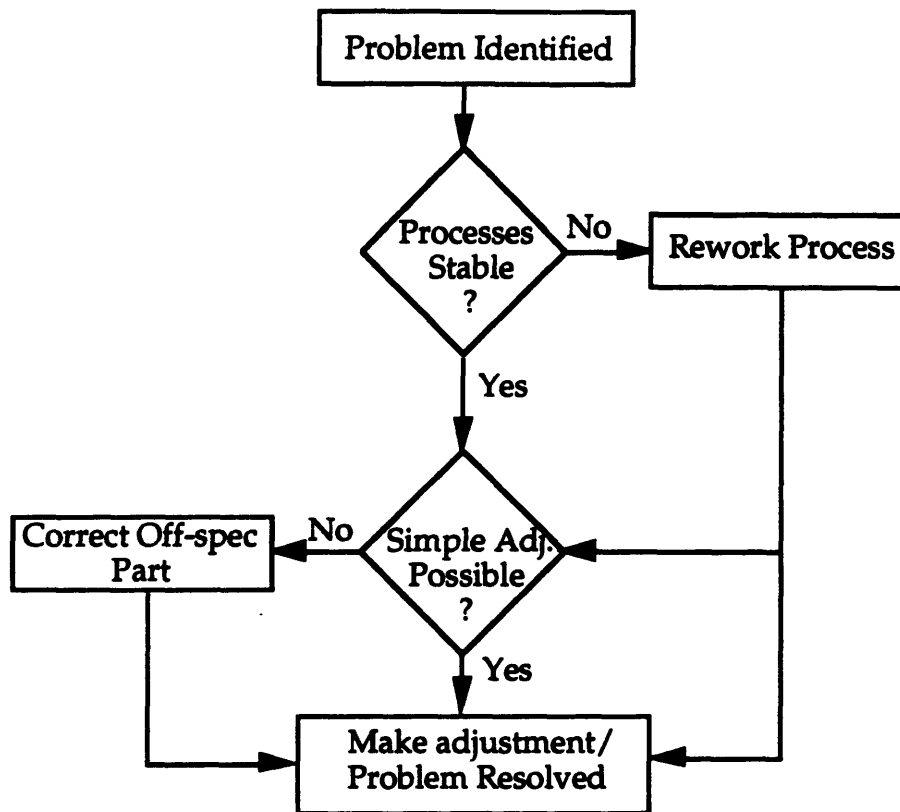 Problem Identified
Processes
Stable
?
No
Rework Process
Yes
Correct Off-spec
Part
No
Simple Adj.
Possible
?
Yes
Make adjustment/
Problem Resolved